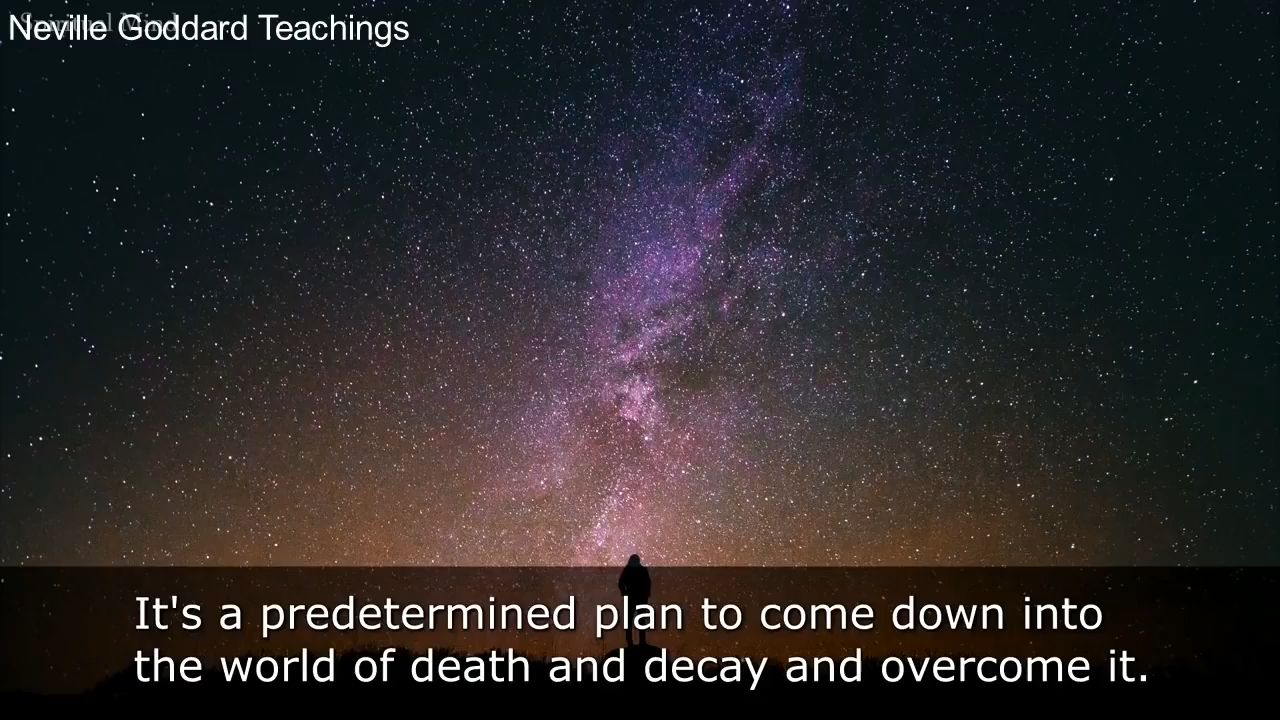 Neville Goddard Teachings
It's a predetermined plan to come down into
the world of death and decay and overcome it.